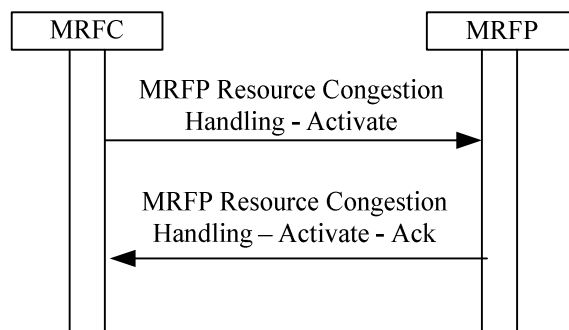 MRFC
MRFP
MRFP Resource Congestion
Handling - Activate
MRFP Resource Congestion
Handling – Activate - Ack